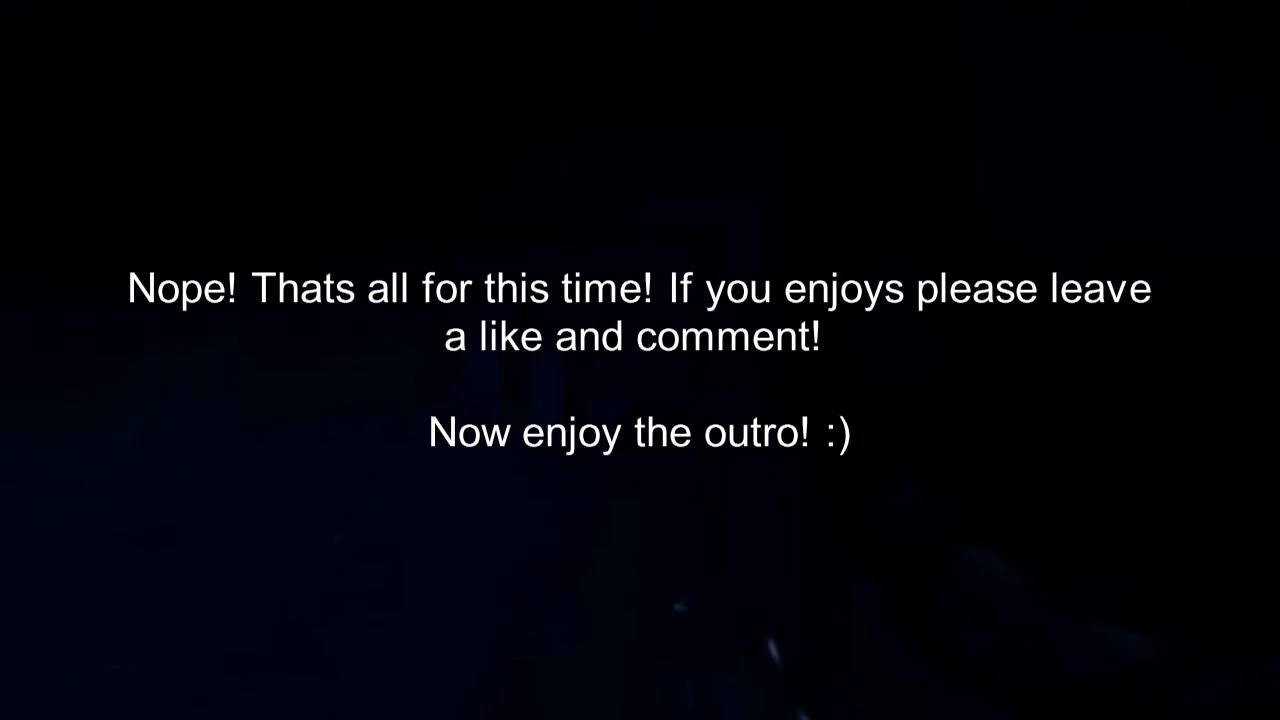 Nope! Thats all for this time! If you enjoys please leave
a like and comment!
Now enjoy the outro! :)